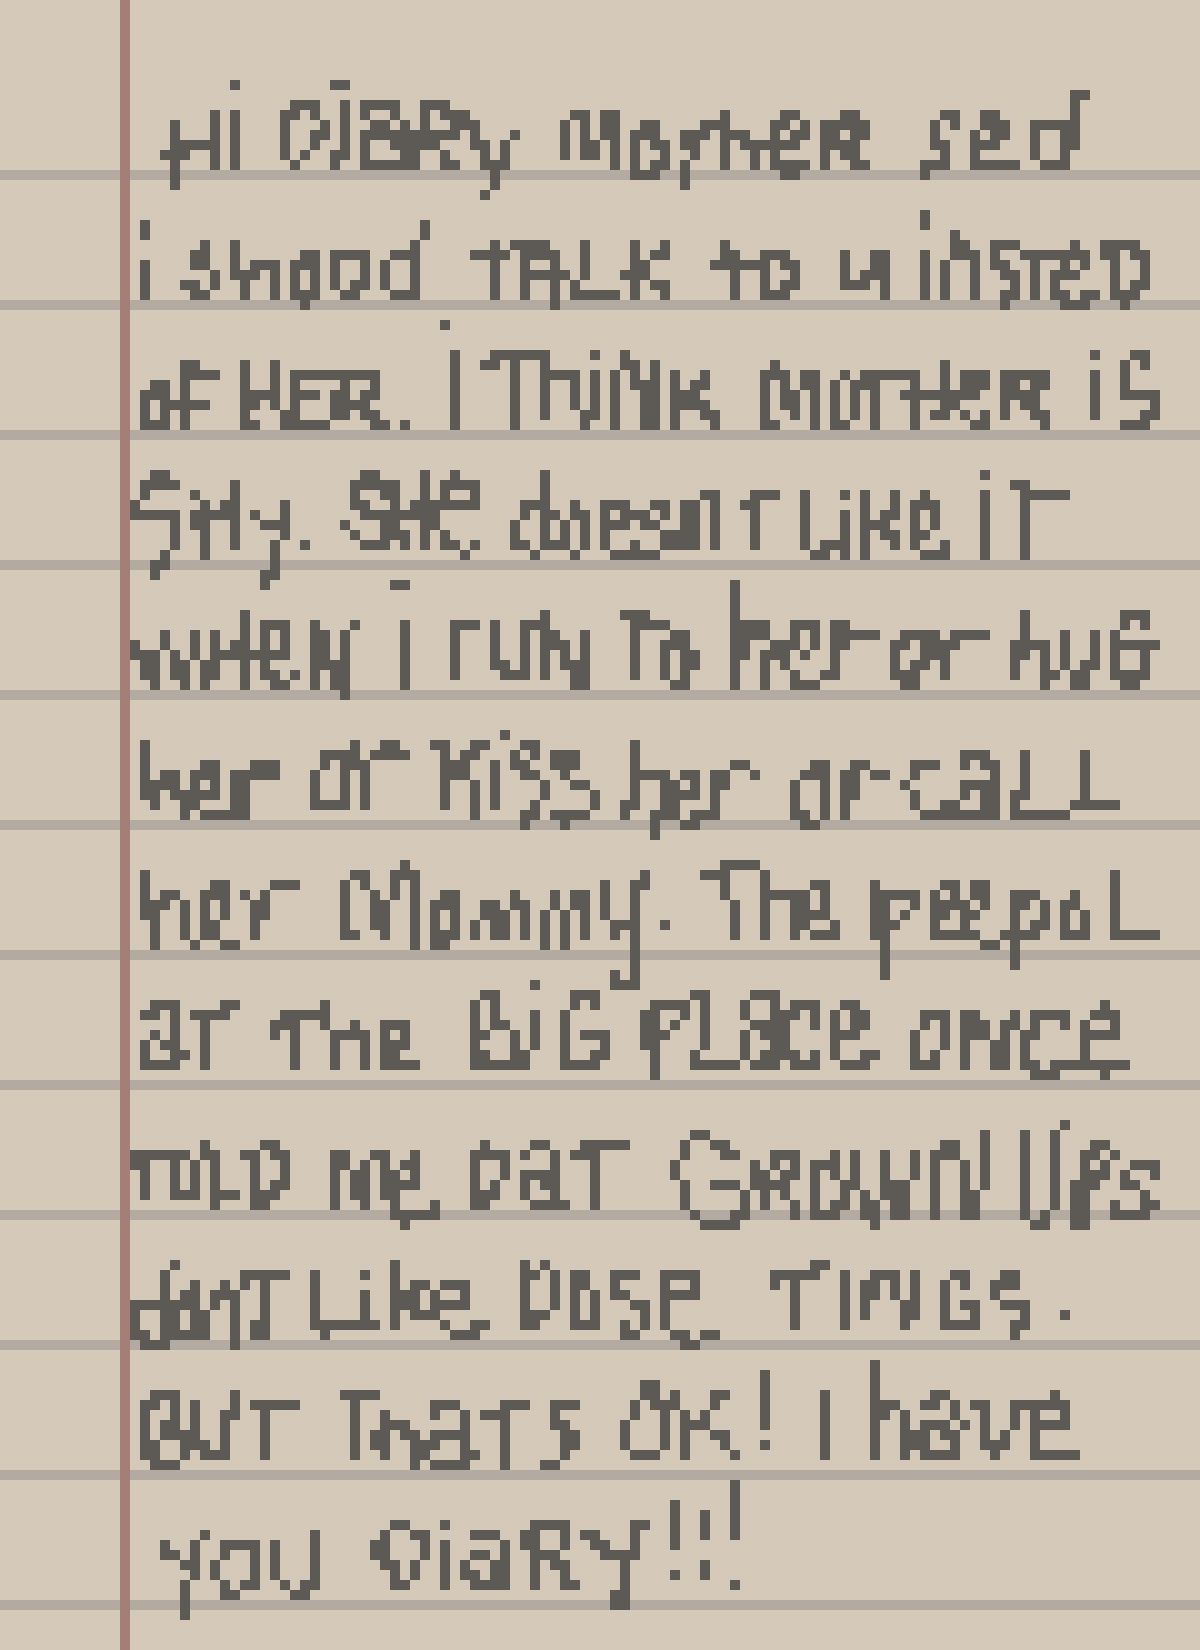 Hi DiaRy MoTHeR sed
i shood TALK to u insTeD
oF HER. I THiNK MOTHER iS
Silly. SHe doesnT Like iT
wHeN i ruN To her or huG
her or Kiss her or caLL
her Mommy. The peepoL
aT The BiG PLaCe ONCe
TOLD me DaT GROWN UPs
donT Like DOSe TINGS.
BUT THaTS OK! I have
you DiaRy!!!